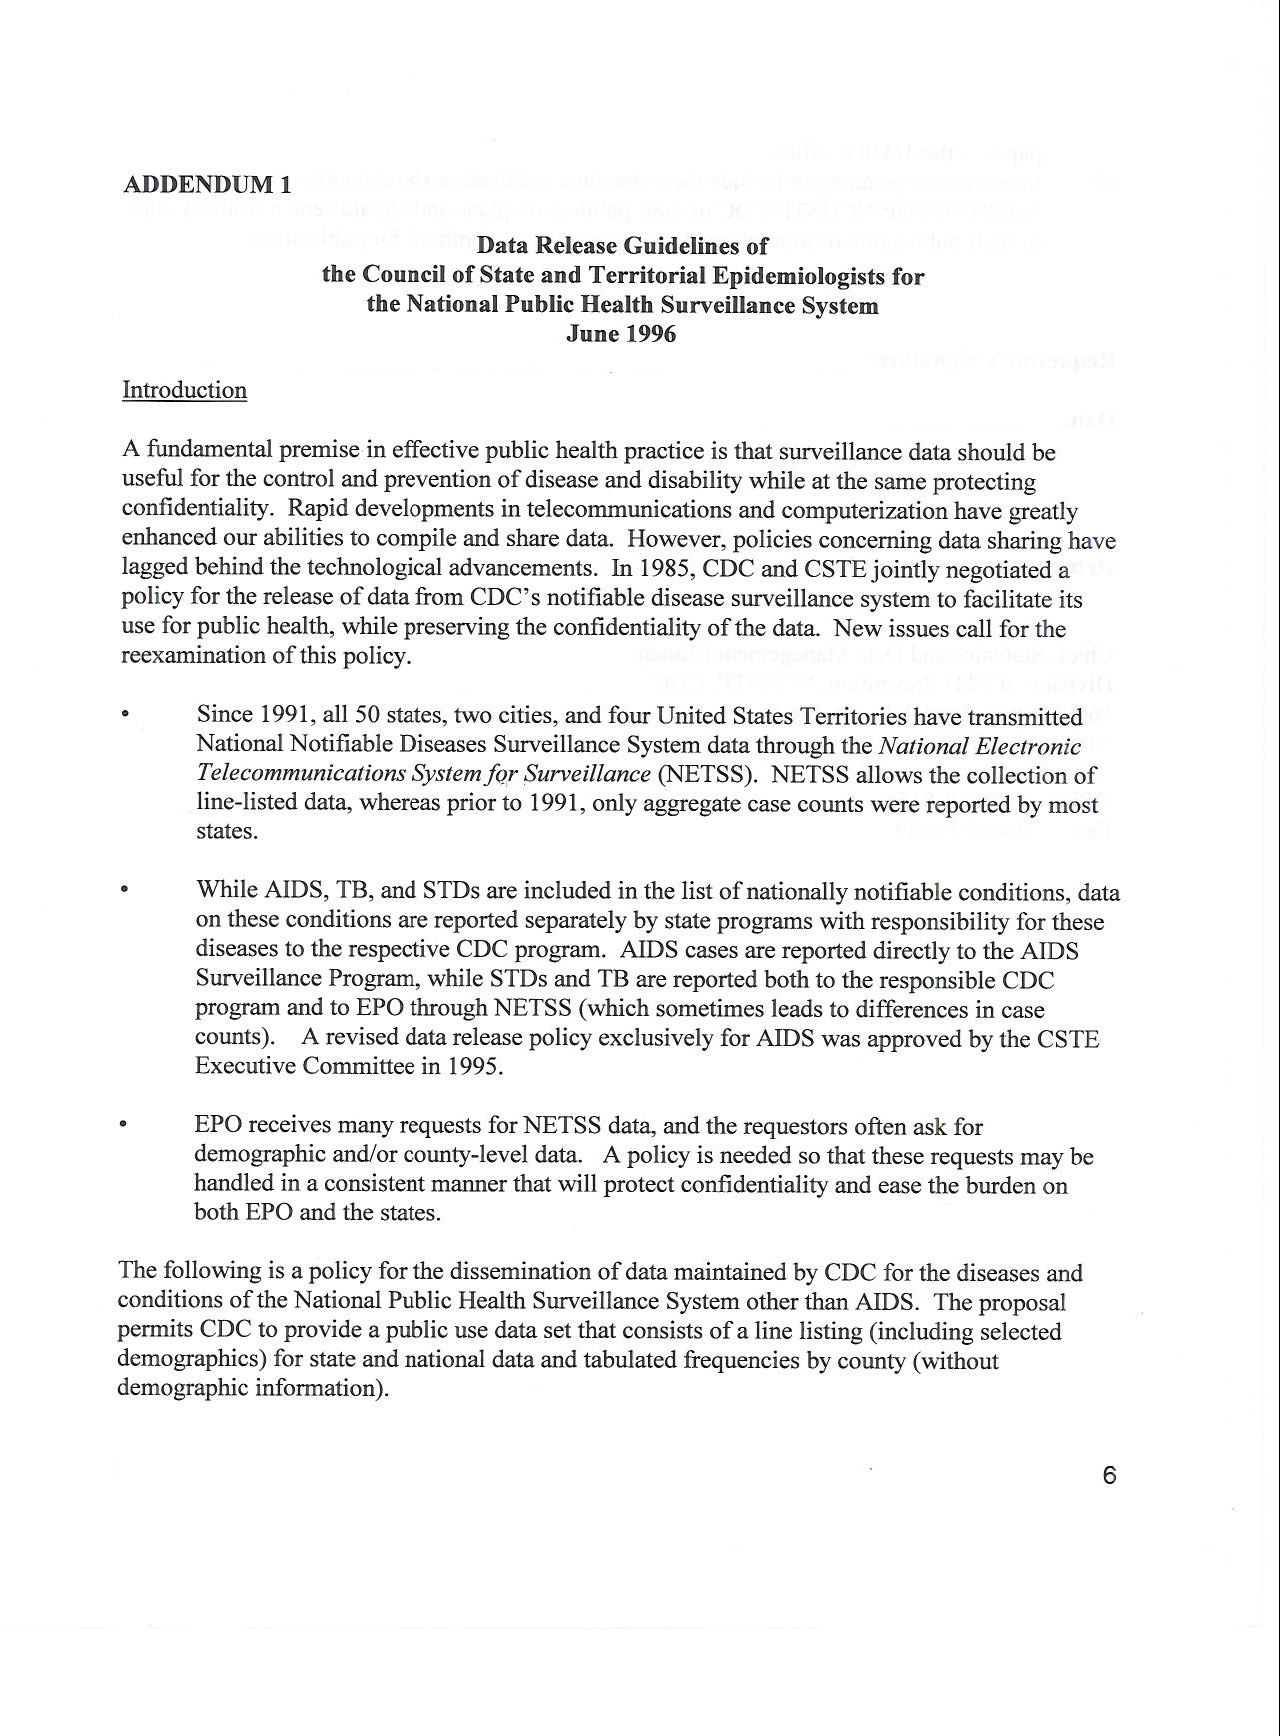 ADDENDUM 1
Data Release Guidelines of
the Council of State and Territorial Epidemiologists for
the National Public Health Surveillance System
June 1996
Introduction
A fundamental premise in effective public health practice is that surveillance data should be
useful for the control and prevention of disease and disability while at the same protecting
confidentiality.  Rapid developments in telecommunications and computerization have greatly
enhanced our abilities to compile and share data.  However, policies concerning data sharing have
lagged behind the technological advancements.  In 1985, CDC and CSTE jointly negotiated a
policy for the release of data from CDC's notifiable disease surveillance system to facilitate its
use for public health, while preserving the confidentiality of the data.  New issues call for the
reexamination of this policy.
• Since 1991, all 50 states, two cities, and four United States Territories have transmitted
National Notifiable Diseases Surveillance System data through the National Electronic
Telecommunications System for Surveillance (NETSS).  NETSS allows the collection of
line-listed data, whereas prior to 1991, only aggregate case counts were reported by most
states.
• While AIDS, TB, and STDs are included in the list of nationally notifiable conditions, data
on these conditions are reported separately by state programs with responsibility for these
diseases to the respective CDC program.  AIDS cases are reported directly to the AIDS
Surveillance Program, while STDs and TB are reported both to the responsible CDC
program and to EPO through NETSS (which sometimes leads to differences in case
counts).   A revised data release policy exclusively for AIDS was approved by the CSTE
Executive Committee in 1995.
• EPO receives many requests for NETSS data, and the requestors often ask for
demographic and/or county-level data.   A policy is needed so that these requests may be
handled in a consistent manner that will protect confidentiality and ease the burden on
both EPO and the states.
The following is a policy for the dissemination of data maintained by CDC for the diseases and
conditions of the National Public Health Surveillance System other than AIDS.  The proposal
permits CDC to provide a public use data set that consists of a line listing (including selected
demographics) for state and national data and tabulated frequencies by county (without
demographic information).
6